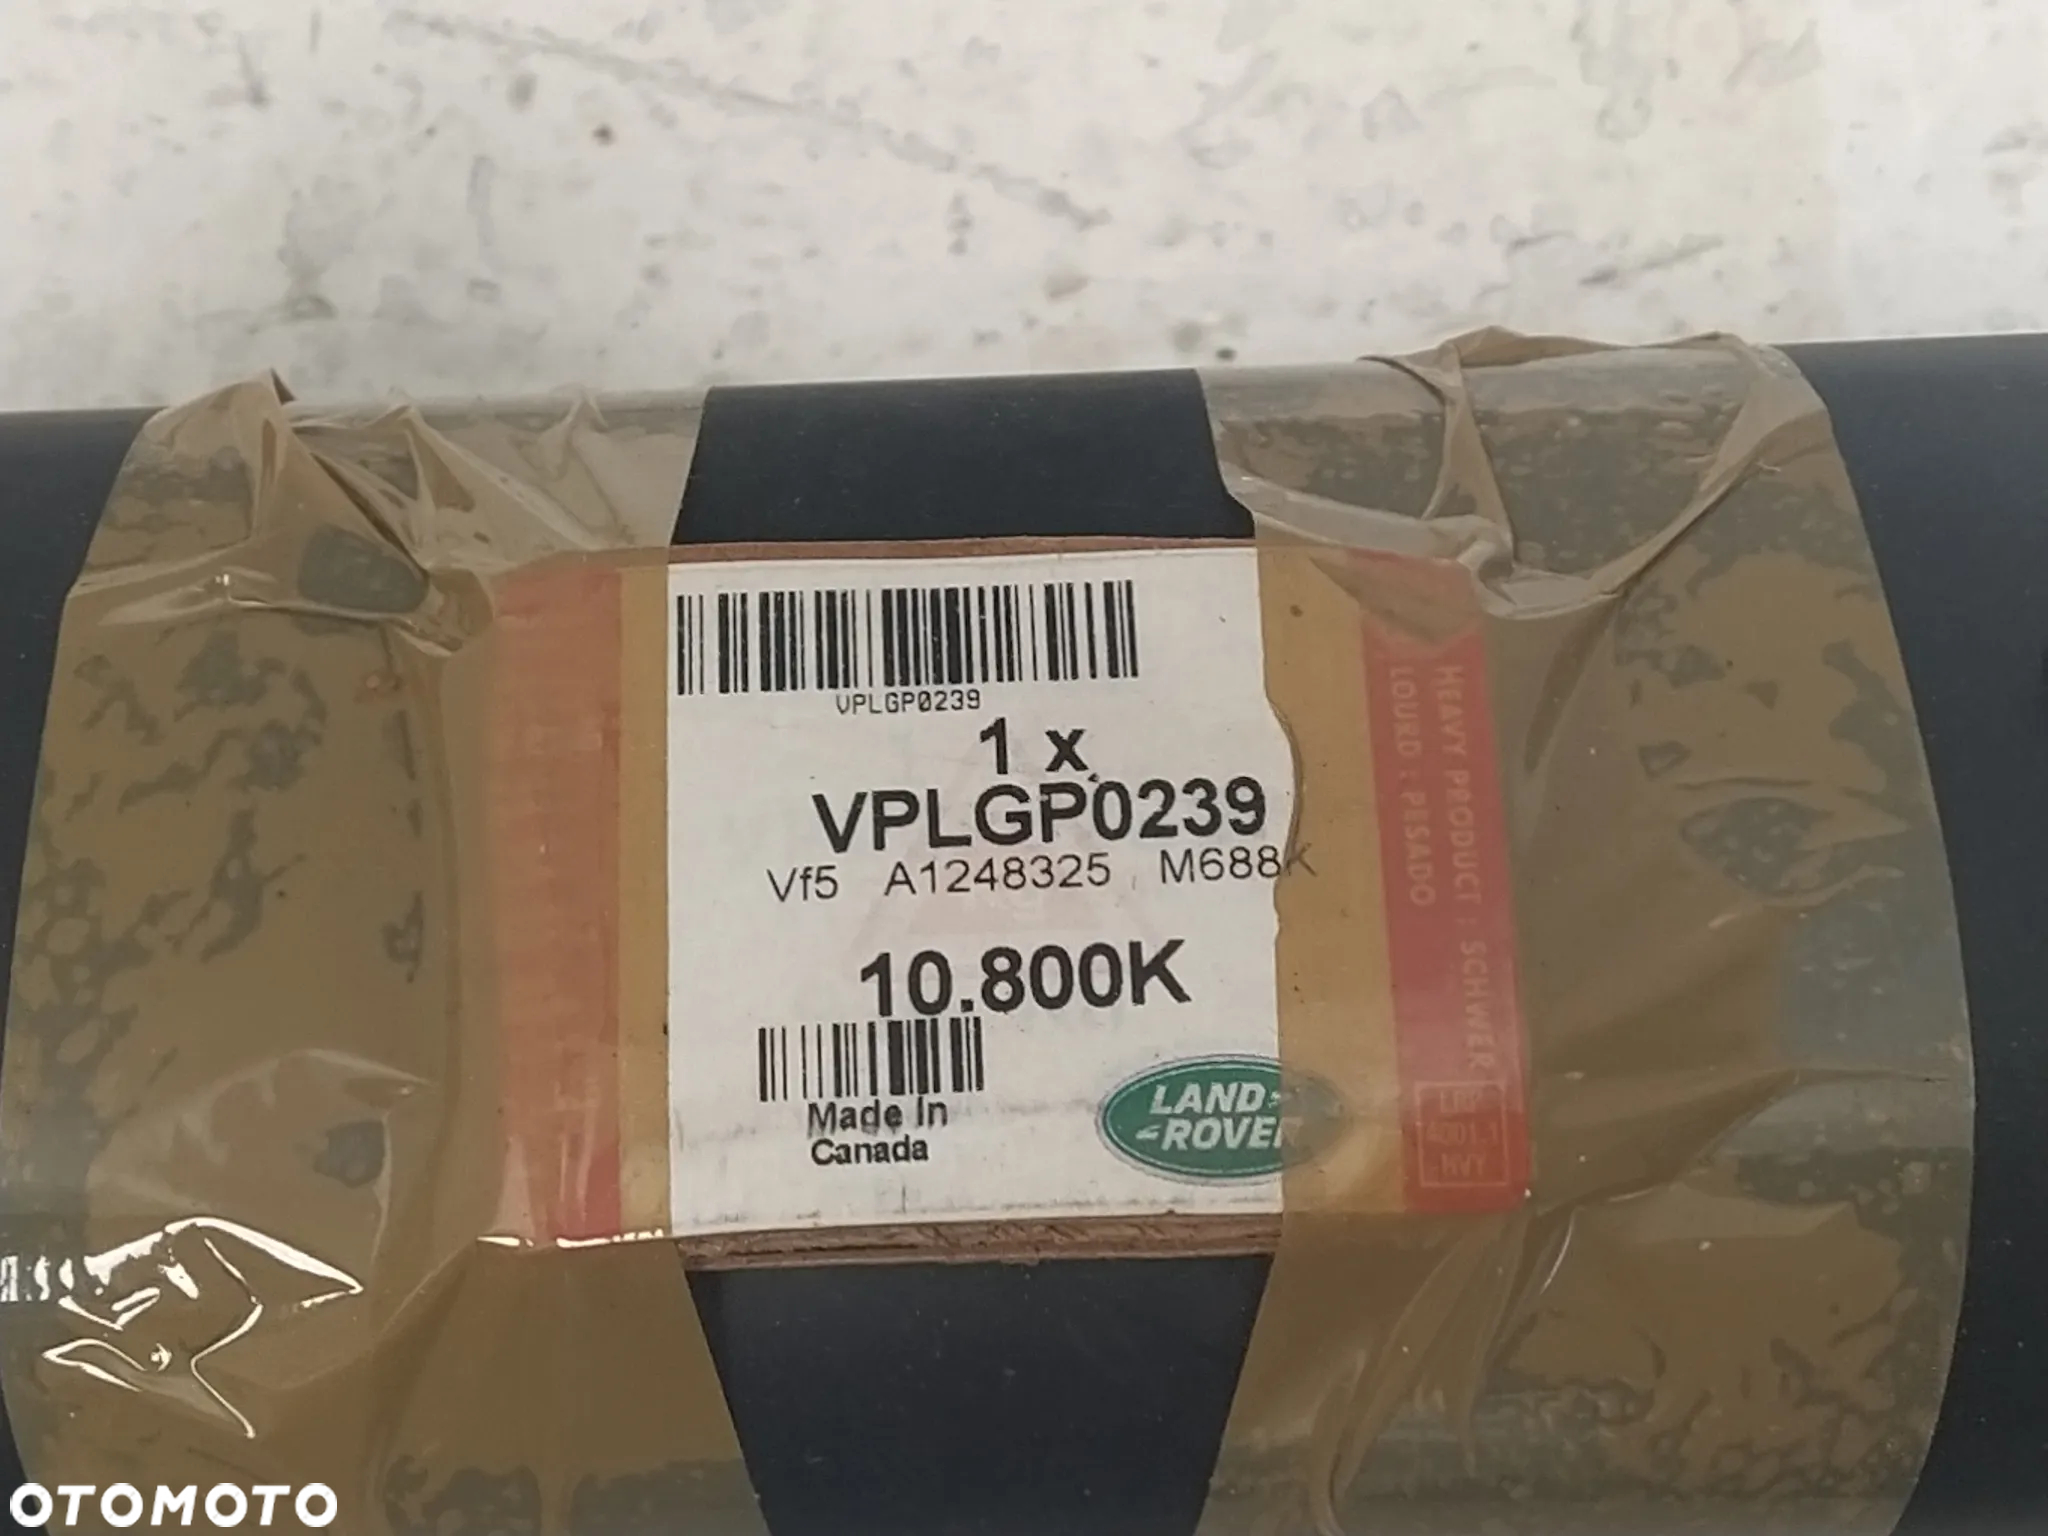 VPLGP0239
1 x
VPLGP0239
Vf5 A1248325 M688K
10.800K
Made In
Canada
LAND
ROVER
HEAVY PRODUCT : SCHWER
LOURD : PESADO
HVY
OTOMOTO